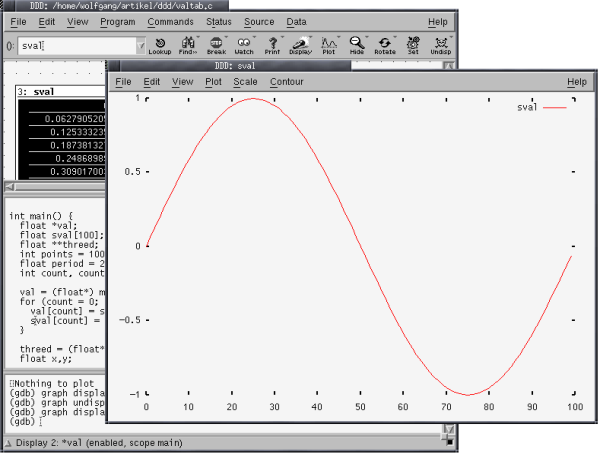 DDD: /home/wolfgang/artikel/ddd/valtab.c
File Edit View Program Commands Status Source Data Help
(): sval
Lookup Find>> Break Watch Print Display Plot Hide Rotate Set Undisp
3: sval
0.062790520
0.12533323
0.18738132
0.2486898
0.30901700
DDD: sval
File Edit View Plot Scale Contour Help
sval
1
0.5
0
-0.5
-1
0 10 20 30 40 50 60 70 80 90 100
int main() {
float *val;
float sval[100];
float **threed;
int points = 100
float period = 2
int count, count
val = (float*) m
for (count = 0;
val[count] = s
sval[count] =
}
threed = (float*
float x,y;
Nothing to plot
(gdb) graph displa
(gdb) graph undisp
(gdb) graph displa
(gdb)
Display 2: *val (enabled, scope main)